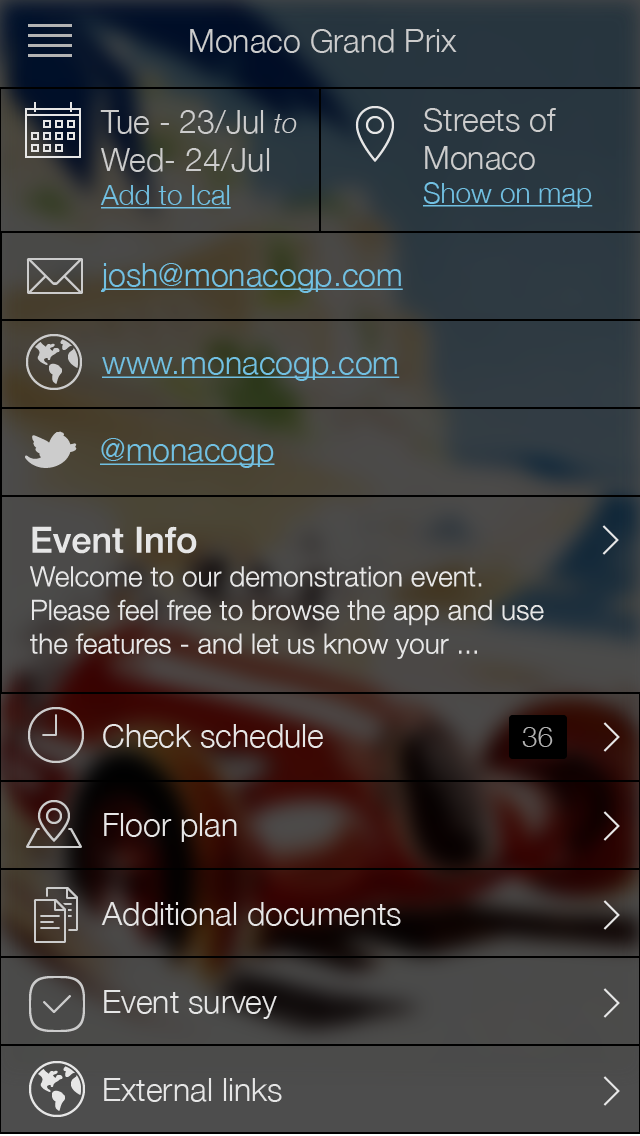 Monaco Grand Prix
Tue - 23/Jul to
Wed- 24/Jul
Add to Ical
Streets of
Monaco
Show on map
josh@monacogp.com
www.monacogp.com
@monacogp
Event Info
Welcome to our demonstration event.
Please feel free to browse the app and use
the features - and let us know your ...
Check schedule
36
Floor plan
Additional documents
Event survey
External links